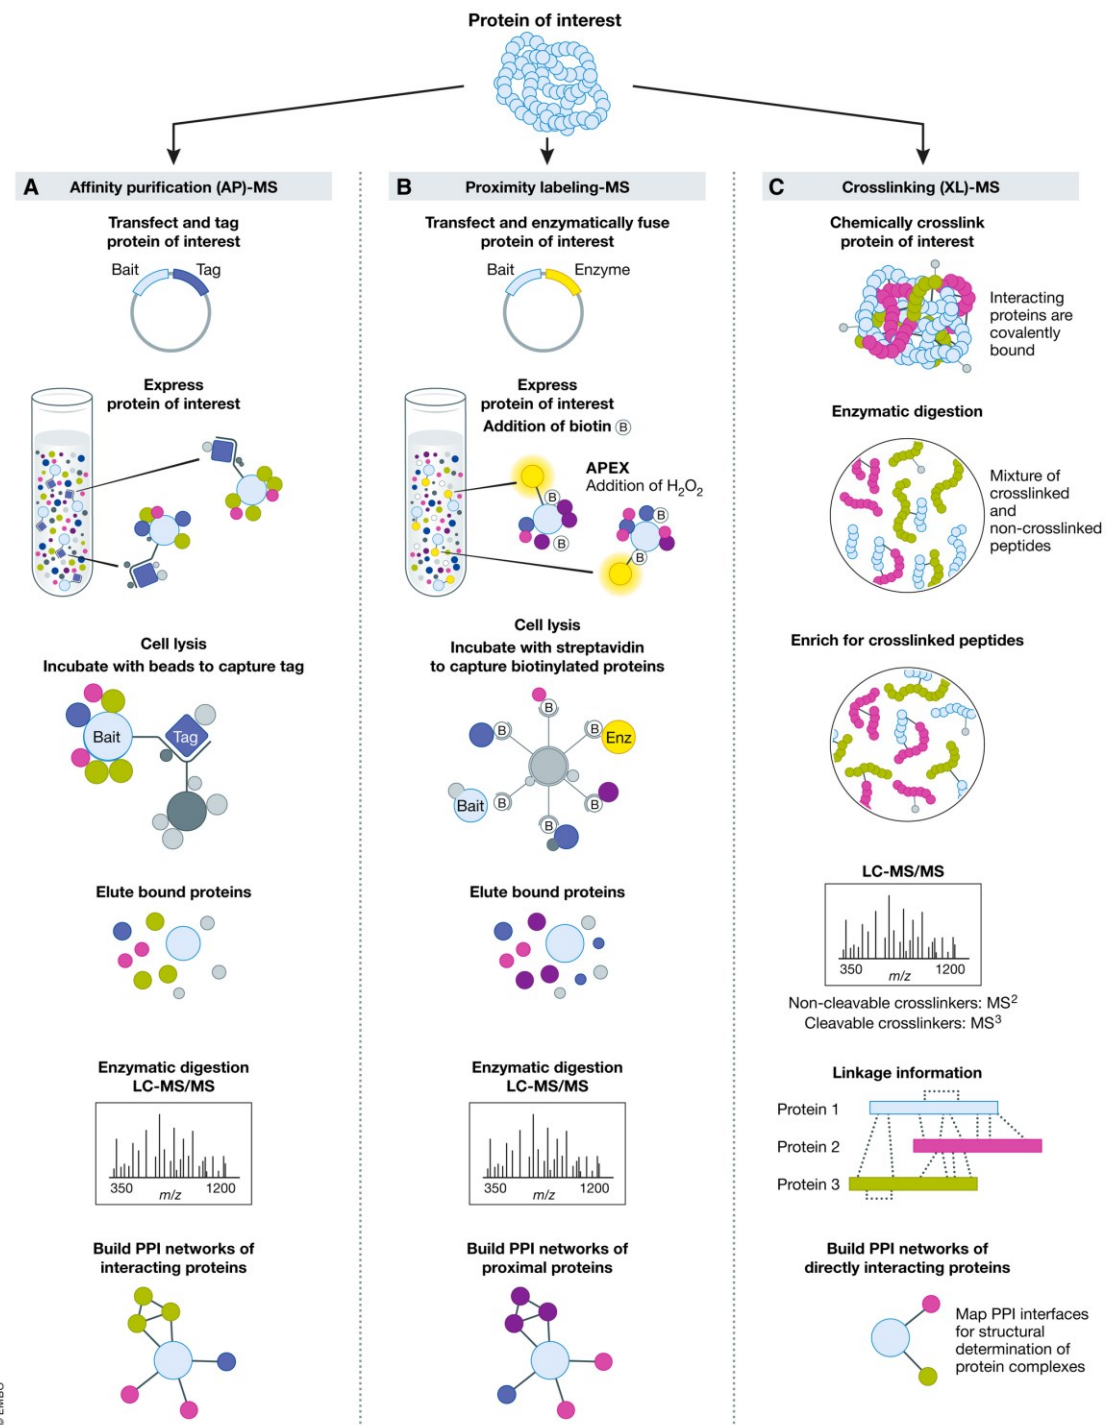 Protein of interest
A Affinity purification (AP)-MS
Transfect and tag
protein of interest
Bait Tag
Express
protein of interest
Cell lysis
Incubate with beads to capture tag
Bait Tag
Elute bound proteins
Enzymatic digestion
LC-MS/MS
350 1200
m/z
Build PPI networks of
interacting proteins
B Proximity labeling-MS
Transfect and enzymatically fuse
protein of interest
Bait Enzyme
Express
protein of interest
Addition of biotin B
APEX
Addition of H₂O₂
B
B
B
B
Cell lysis
Incubate with streptavidin
to capture biotinylated proteins
B
B B Enz
Bait B B
B
Elute bound proteins
Enzymatic digestion
LC-MS/MS
350 1200
m/z
Build PPI networks of
proximal proteins
C Crosslinking (XL)-MS
Chemically crosslink
protein of interest
Interacting
proteins are
covalently
bound
Enzymatic digestion
Mixture of
crosslinked
and
non-crosslinked
peptides
Enrich for crosslinked peptides
LC-MS/MS
350 1200
m/z
Non-cleavable crosslinkers: MS²
Cleavable crosslinkers: MS³
Linkage information
Protein 1
Protein 2
Protein 3
Build PPI networks of
directly interacting proteins
Map PPI interfaces
for structural
determination of
protein complexes
© EMBO